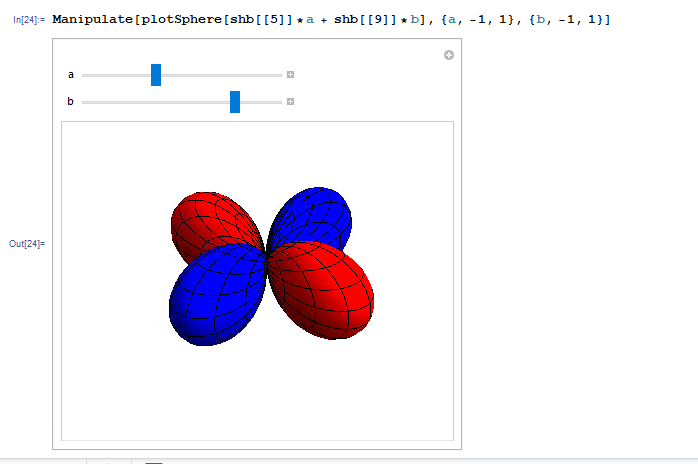 In[24]:= Manipulate[plotSphere[shb[[5]]*a + shb[[9]]*b], {a, -1, 1}, {b, -1, 1}]
a
b
Out[24]=